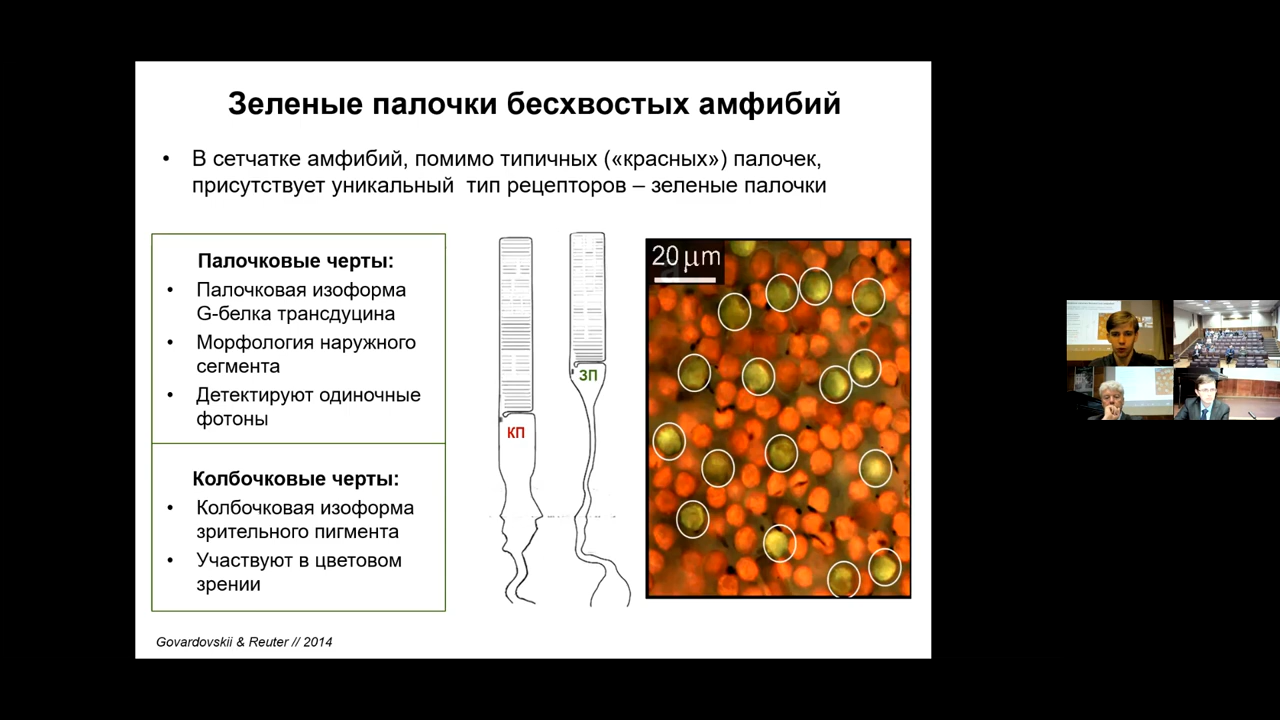 Зеленые палочки бесхвостых амфибий
• В сетчатке амфибий, помимо типичных («красных») палочек,
присутствует уникальный тип рецепторов – зеленые палочки
Палочковые черты:
• Палочковая изоформа
G-белка трансдуцина
• Морфология наружного
сегмента
• Детектируют одиночные
фотоны
Колбочковые черты:
• Колбочковая изоформа
зрительного пигмента
• Участвуют в цветовом
зрении
КП
ЗП
20 μm
Govardovskii & Reuter // 2014